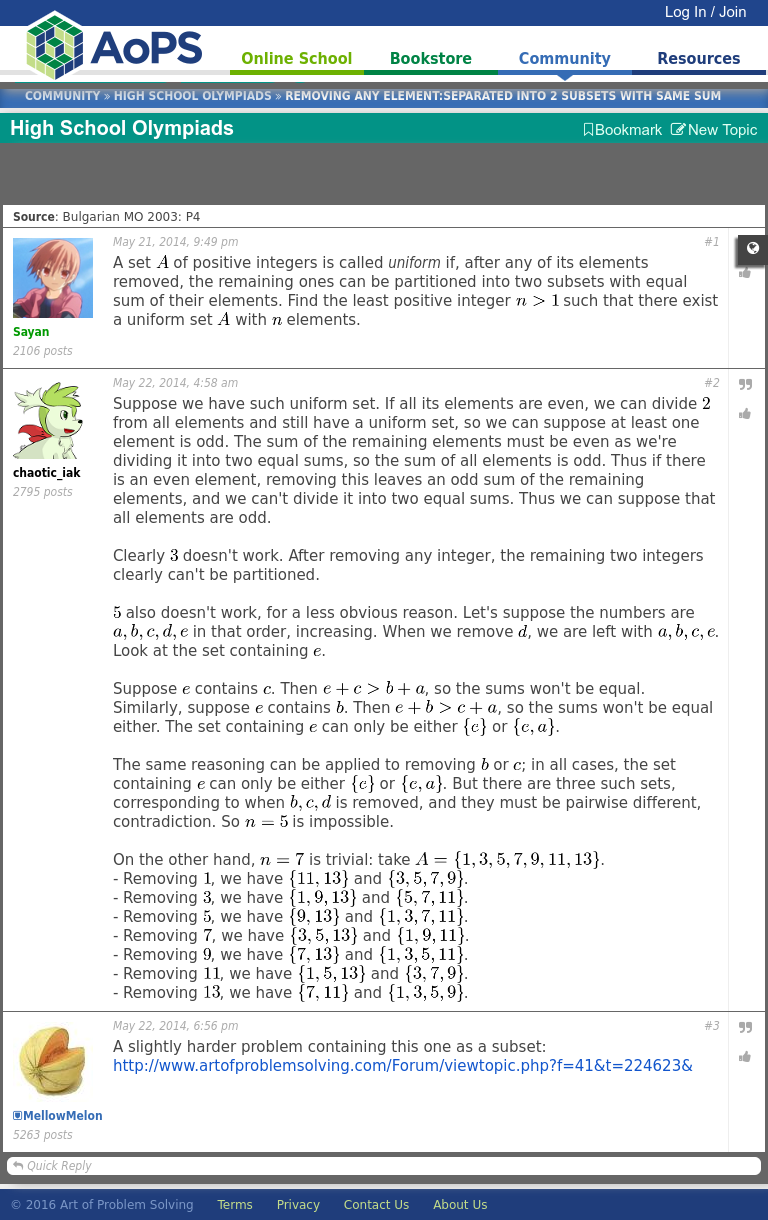 Log In / Join
AoPS
Online School
Bookstore
Community
Resources
COMMUNITY » HIGH SCHOOL OLYMPIADS » REMOVING ANY ELEMENT:SEPARATED INTO 2 SUBSETS WITH SAME SUM
High School Olympiads
Bookmark New Topic
Source: Bulgarian MO 2003: P4
May 21, 2014, 9:49 pm #1
Sayan
2106 posts
A set A of positive integers is called uniform if, after any of its elements
removed, the remaining ones can be partitioned into two subsets with equal
sum of their elements. Find the least positive integer n > 1 such that there exist
a uniform set A with n elements.
May 22, 2014, 4:58 am #2
chaotic_iak
2795 posts
Suppose we have such uniform set. If all its elements are even, we can divide 2
from all elements and still have a uniform set, so we can suppose at least one
element is odd. The sum of the remaining elements must be even as we're
dividing it into two equal sums, so the sum of all elements is odd. Thus if there
is an even element, removing this leaves an odd sum of the remaining
elements, and we can't divide it into two equal sums. Thus we can suppose that
all elements are odd.
Clearly 3 doesn't work. After removing any integer, the remaining two integers
clearly can't be partitioned.
5 also doesn't work, for a less obvious reason. Let's suppose the numbers are
a, b, c, d, e in that order, increasing. When we remove d, we are left with a, b, c, e.
Look at the set containing e.
Suppose e contains c. Then e + c > b + a, so the sums won't be equal.
Similarly, suppose e contains b. Then e + b > c + a, so the sums won't be equal
either. The set containing e can only be either {e} or {e, a}.
The same reasoning can be applied to removing b or c; in all cases, the set
containing e can only be either {e} or {e, a}. But there are three such sets,
corresponding to when b, c, d is removed, and they must be pairwise different,
contradiction. So n = 5 is impossible.
On the other hand, n = 7 is trivial: take A = {1, 3, 5, 7, 9, 11, 13}.
- Removing 1, we have {11, 13} and {3, 5, 7, 9}.
- Removing 3, we have {1, 9, 13} and {5, 7, 11}.
- Removing 5, we have {9, 13} and {1, 3, 7, 11}.
- Removing 7, we have {3, 5, 13} and {1, 9, 11}.
- Removing 9, we have {7, 13} and {1, 3, 5, 11}.
- Removing 11, we have {1, 5, 13} and {3, 7, 9}.
- Removing 13, we have {7, 11} and {1, 3, 5, 9}.
May 22, 2014, 6:56 pm #3
MellowMelon
5263 posts
A slightly harder problem containing this one as a subset:
http://www.artofproblemsolving.com/Forum/viewtopic.php?f=41&t=224623&
Quick Reply
© 2016 Art of Problem Solving Terms Privacy Contact Us About Us